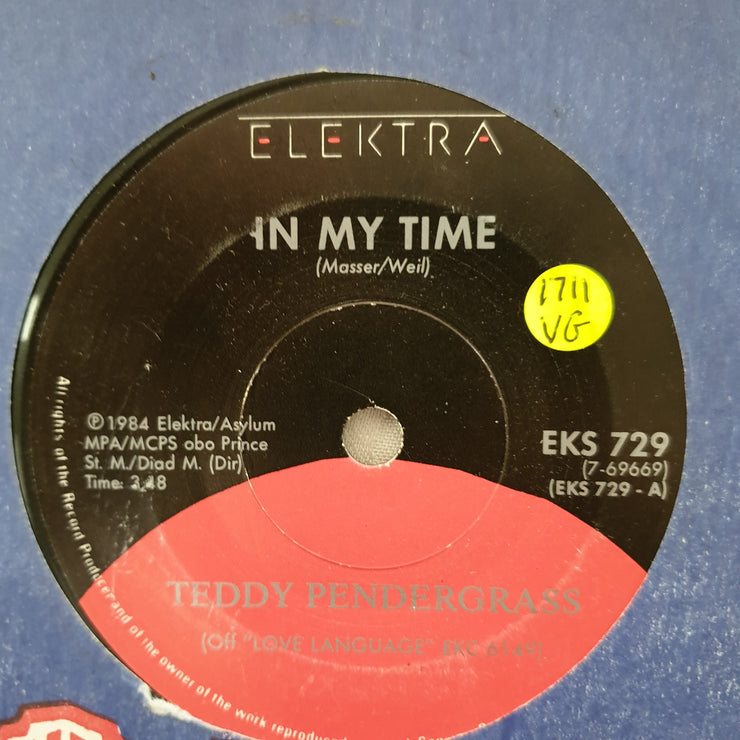 ELEKTRA
IN MY TIME
(Masser/Weil)
1711
VG
℗1984 Elektra/Asylum
MPA/MCPS obo Prince
St. M./Diad M. (Dir)
Time: 3.48
EKS 729
(7-69669)
(EKS 729 - A)
TEDDY PENDERGRASS
(Off "LOVE LANGUAGE" EKC 6149)
All rights of the Record Producer and of the owner of the work reproduced